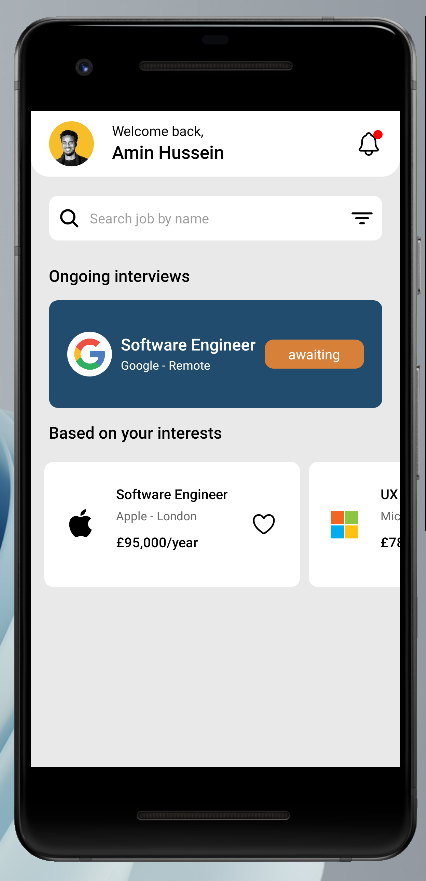 Welcome back,
Amin Hussein
Search job by name
Ongoing interviews
Software Engineer
Google - Remote
awaiting
Based on your interests
Software Engineer
Apple - London
£95,000/year
UX
Mic
£78